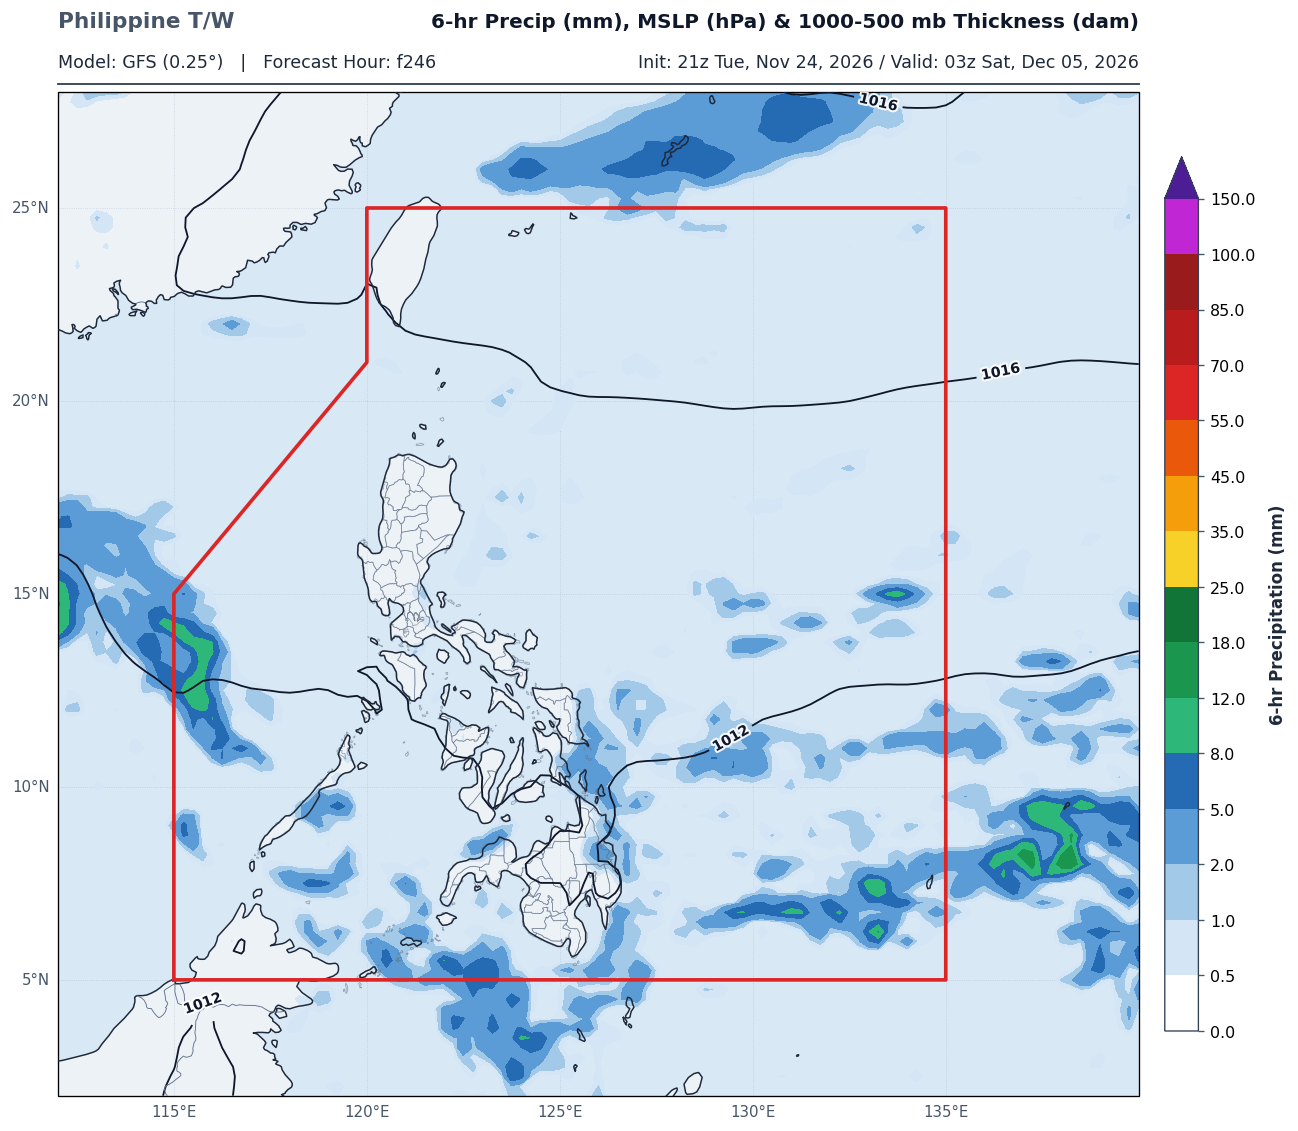 Philippine T/W
6-hr Precip (mm), MSLP (hPa) & 1000-500 mb Thickness (dam)
Model: GFS (0.25°) | Forecast Hour: f246
Init: 21z Tue, Nov 24, 2026 / Valid: 03z Sat, Dec 05, 2026
1016
25°N
20°N
15°N
10°N
5°N
1016
1012
1012
115°E
120°E
125°E
130°E
135°E
150.0
100.0
85.0
70.0
55.0
45.0
35.0
25.0
18.0
12.0
8.0
5.0
2.0
1.0
0.5
0.0
6-hr Precipitation (mm)